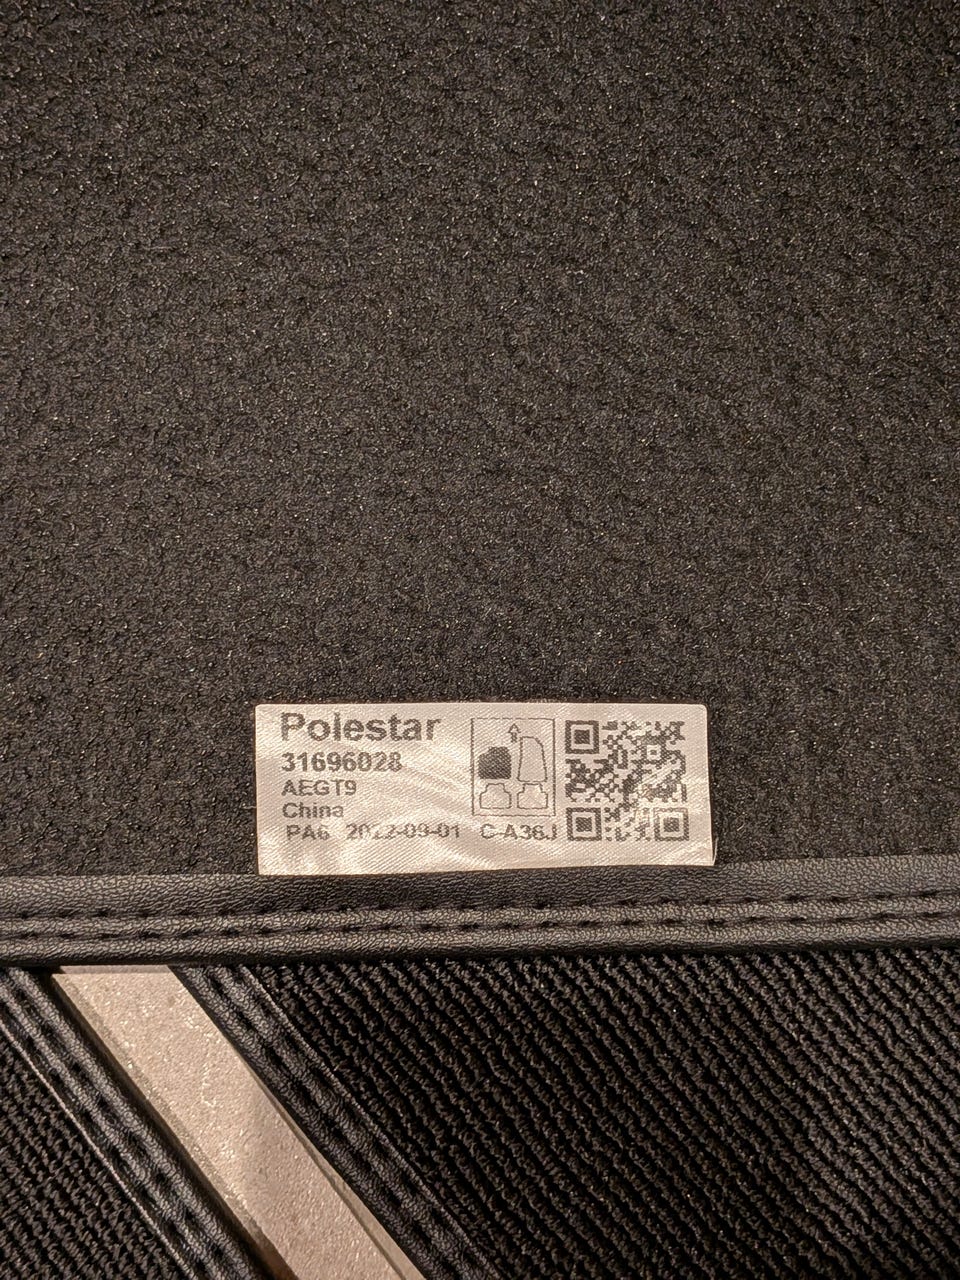 Polestar
31696028
AEGT9
China
PA6 2022-09-01 C-A36J